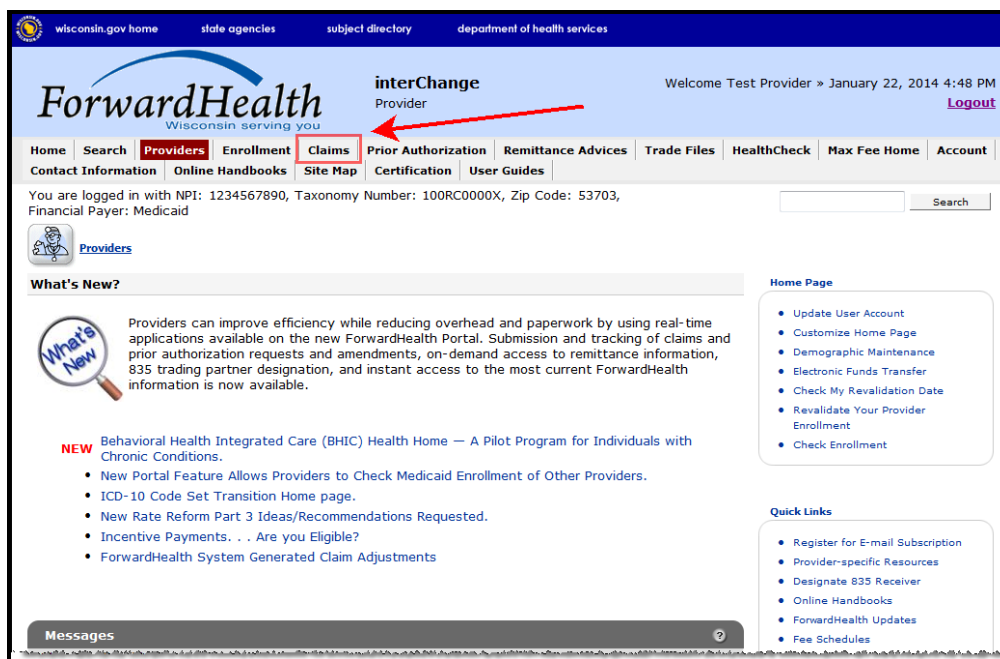 wisconsin.gov home state agencies subject directory department of health services
ForwardHealth
Wisconsin serving you
interChange
Provider
Welcome Test Provider » January 22, 2014 4:48 PM
Logout
Home Search Providers Enrollment Claims Prior Authorization Remittance Advices Trade Files HealthCheck Max Fee Home Account
Contact Information Online Handbooks Site Map Certification User Guides
You are logged in with NPI: 1234567890, Taxonomy Number: 100RC0000X, Zip Code: 53703,
Financial Payer: Medicaid
Search
Providers
What's New?
What's
New
Providers can improve efficiency while reducing overhead and paperwork by using real-time
applications available on the new ForwardHealth Portal. Submission and tracking of claims and
prior authorization requests and amendments, on-demand access to remittance information,
835 trading partner designation, and instant access to the most current ForwardHealth
information is now available.
NEW Behavioral Health Integrated Care (BHIC) Health Home — A Pilot Program for Individuals with
Chronic Conditions.
• New Portal Feature Allows Providers to Check Medicaid Enrollment of Other Providers.
• ICD-10 Code Set Transition Home page.
• New Rate Reform Part 3 Ideas/Recommendations Requested.
• Incentive Payments. . . Are you Eligible?
• ForwardHealth System Generated Claim Adjustments
Messages ?
Home Page
• Update User Account
• Customize Home Page
• Demographic Maintenance
• Electronic Funds Transfer
• Check My Revalidation Date
• Revalidate Your Provider
Enrollment
• Check Enrollment
Quick Links
• Register for E-mail Subscription
• Provider-specific Resources
• Designate 835 Receiver
• Online Handbooks
• ForwardHealth Updates
• Fee Schedules